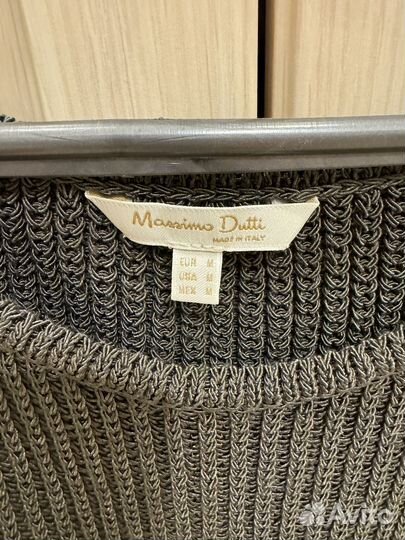 Massimo Dutti
MADE IN ITALY
EUR M
USA M
MEX M
Avito